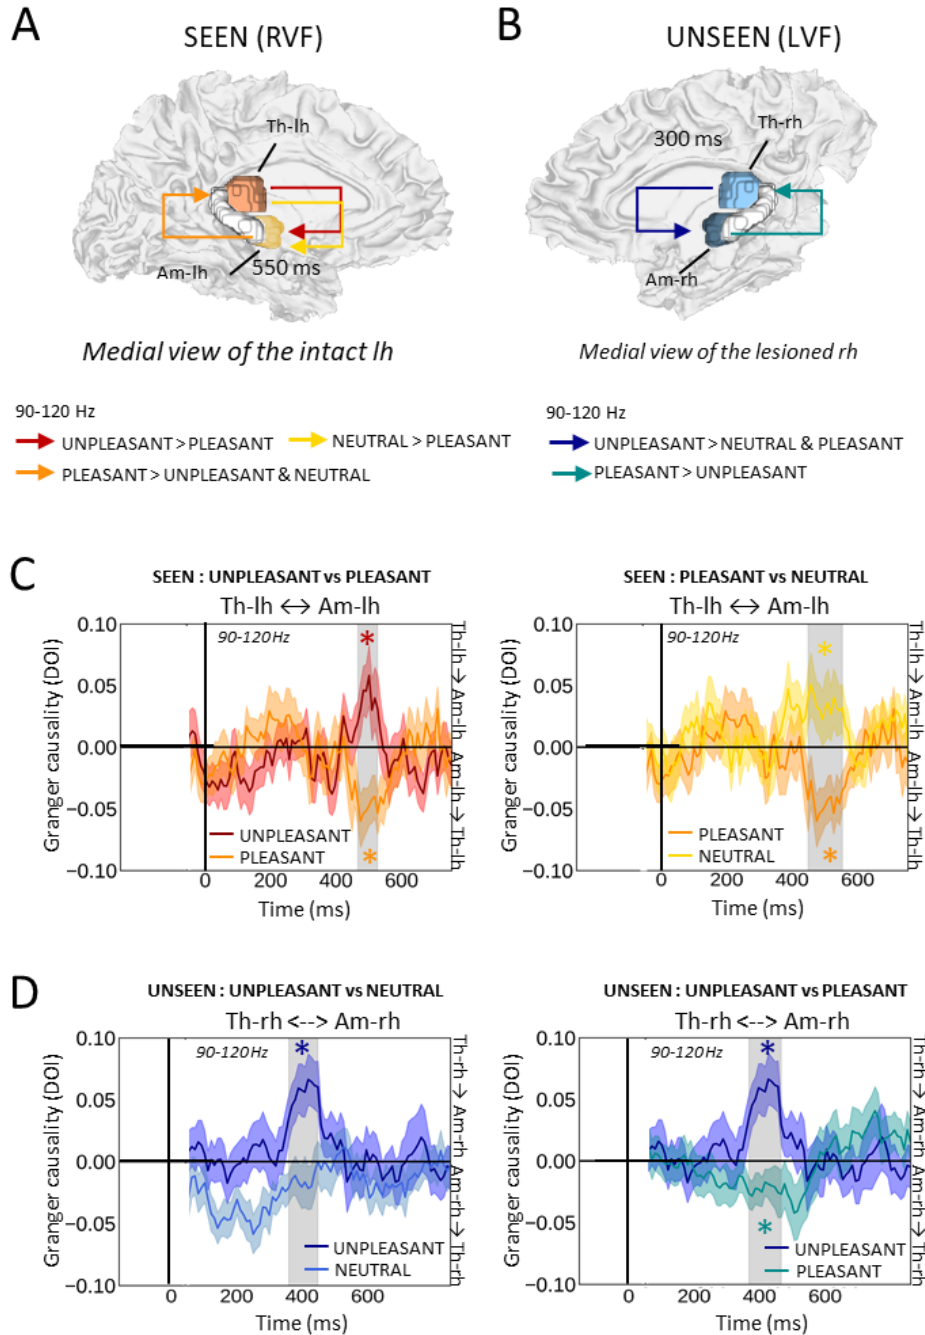 A
SEEN (RVF)
B
UNSEEN (LVF)
Th-lh
300 ms
Th-rh
Am-lh
550 ms
Am-rh
Medial view of the intact lh
Medial view of the lesioned rh
90-120 Hz
UNPLEASANT > PLEASANT
NEUTRAL > PLEASANT
PLEASANT > UNPLEASANT & NEUTRAL
90-120 Hz
UNPLEASANT > NEUTRAL & PLEASANT
PLEASANT > UNPLEASANT
C
SEEN : UNPLEASANT vs PLEASANT
Th-lh ↔ Am-lh
90-120Hz
*
Granger causality (DOI)
0.10
0.05
0.00
−0.05
−0.10
UNPLEASANT
PLEASANT
*
0 200 400 600
Time (ms)
Th-lh → Am-lh
Am-lh → Th-lh
SEEN : PLEASANT vs NEUTRAL
Th-lh ↔ Am-lh
90-120Hz
*
Granger causality (DOI)
0.10
0.05
0.00
−0.05
−0.10
PLEASANT
NEUTRAL
*
0 200 400 600
Time (ms)
Th-lh → Am-lh
Am-lh → Th-lh
D
UNSEEN : UNPLEASANT vs NEUTRAL
Th-rh <--> Am-rh
90-120Hz
*
Granger causality (DOI)
0.10
0.05
0.00
−0.05
−0.10
UNPLEASANT
NEUTRAL
0 200 400 600 800
Time (ms)
Th-rh → Am-rh
Am-rh → Th-rh
UNSEEN : UNPLEASANT vs PLEASANT
Th-rh <--> Am-rh
90-120Hz
*
Granger causality (DOI)
0.10
0.05
0.00
−0.05
−0.10
*
UNPLEASANT
PLEASANT
0 200 400 600 800
Time (ms)
Th-rh → Am-rh
Am-rh → Th-rh